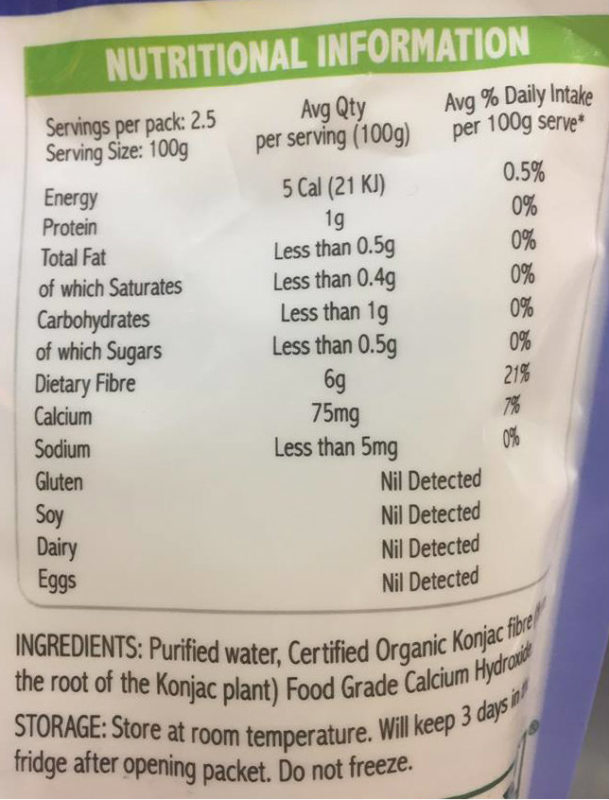 NUTRITIONAL INFORMATION
Servings per pack: 2.5
Serving Size: 100g
Avg Qty
per serving (100g)
Avg % Daily Intake
per 100g serve*
Energy 5 Cal (21 KJ) 0.5%
Protein 1g 0%
Total Fat Less than 0.5g 0%
of which Saturates Less than 0.4g 0%
Carbohydrates Less than 1g 0%
of which Sugars Less than 0.5g 0%
Dietary Fibre 6g 21%
Calcium 75mg 7%
Sodium Less than 5mg 0%
Gluten Nil Detected
Soy Nil Detected
Dairy Nil Detected
Eggs Nil Detected
INGREDIENTS: Purified water, Certified Organic Konjac fibre
the root of the Konjac plant) Food Grade Calcium Hydroxide
STORAGE: Store at room temperature. Will keep 3 days in
fridge after opening packet. Do not freeze.